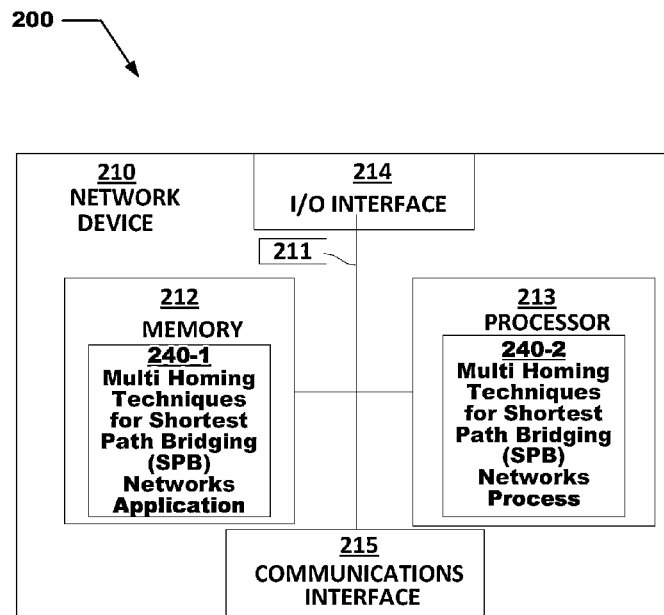 200
210
NETWORK
DEVICE
214
I/O INTERFACE
211
212
MEMORY
240-1
Multi Homing
Techniques
for Shortest
Path Bridging
(SPB)
Networks
Application
213
PROCESSOR
240-2
Multi Homing
Techniques
for Shortest
Path Bridging
(SPB)
Networks
Process
215
COMMUNICATIONS
INTERFACE